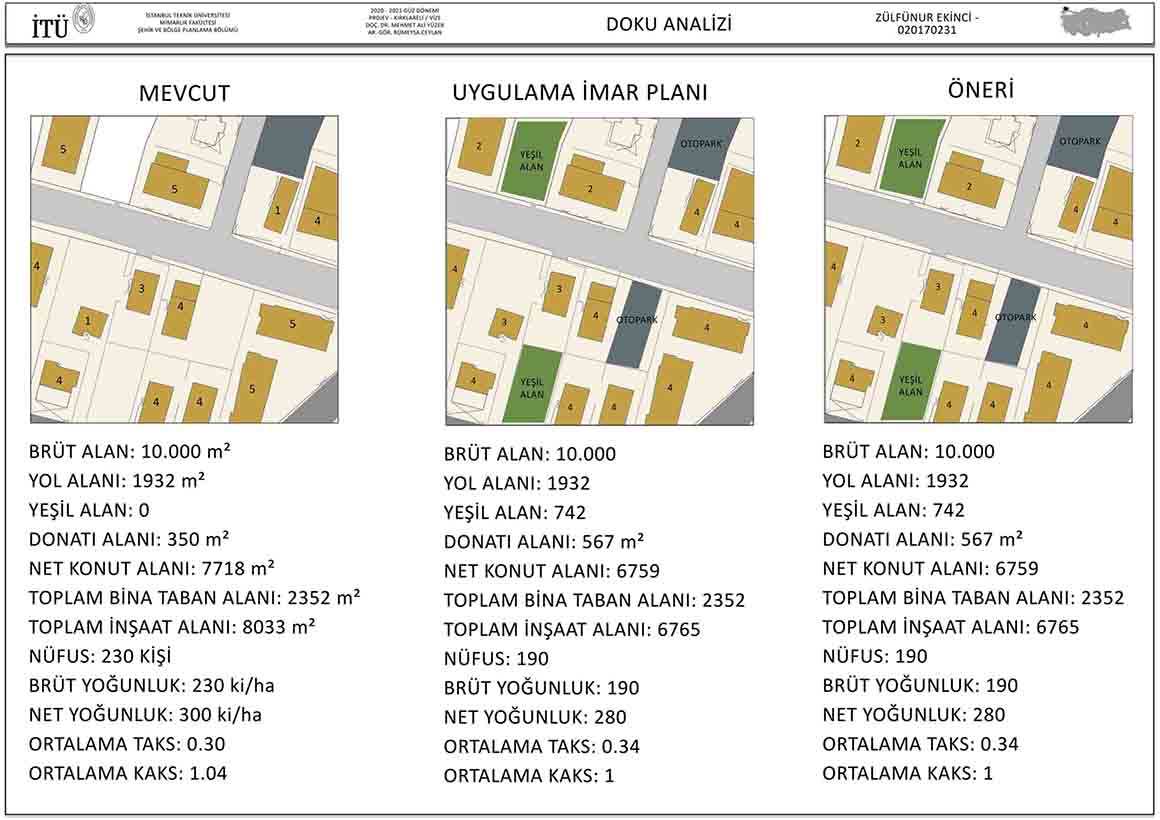 İTÜ
İSTANBUL TEKNİK ÜNİVERSİTESİ
MİMARLIK FAKÜLTESİ
ŞEHİR VE BÖLGE PLANLAMA BÖLÜMÜ
2020 - 2021 GÜZ DÖNEMİ
PROJEV - KIRKLARELİ / VİZE
DOÇ. DR. MEHMET ALİ YÜZER
AR. GÖR. RÜMEYSA CEYLAN
DOKU ANALİZİ
ZÜLFÜNUR EKİNCİ -
020170231
MEVCUT
5
5
1
4
4
3
4
1
5
4
4
4
5
BRÜT ALAN: 10.000 m²
YOL ALANI: 1932 m²
YEŞİL ALAN: 0
DONATI ALANI: 350 m²
NET KONUT ALANI: 7718 m²
TOPLAM BİNA TABAN ALANI: 2352 m²
TOPLAM İNŞAAT ALANI: 8033 m²
NÜFUS: 230 KİŞİ
BRÜT YOĞUNLUK: 230 ki/ha
NET YOĞUNLUK: 300 ki/ha
ORTALAMA TAKS: 0.30
ORTALAMA KAKS: 1.04
UYGULAMA İMAR PLANI
2
YEŞİL
ALAN
2
OTOPARK
4
4
4
3
4
OTOPARK
3
4
4
YEŞİL
ALAN
4
4
4
BRÜT ALAN: 10.000
YOL ALANI: 1932
YEŞİL ALAN: 742
DONATI ALANI: 567 m²
NET KONUT ALANI: 6759
TOPLAM BİNA TABAN ALANI: 2352
TOPLAM İNŞAAT ALANI: 6765
NÜFUS: 190
BRÜT YOĞUNLUK: 190
NET YOĞUNLUK: 280
ORTALAMA TAKS: 0.34
ORTALAMA KAKS: 1
ÖNERİ
2
YEŞİL
ALAN
2
OTOPARK
4
4
4
3
4
OTOPARK
3
4
4
YEŞİL
ALAN
4
4
4
BRÜT ALAN: 10.000
YOL ALANI: 1932
YEŞİL ALAN: 742
DONATI ALANI: 567 m²
NET KONUT ALANI: 6759
TOPLAM BİNA TABAN ALANI: 2352
TOPLAM İNŞAAT ALANI: 6765
NÜFUS: 190
BRÜT YOĞUNLUK: 190
NET YOĞUNLUK: 280
ORTALAMA TAKS: 0.34
ORTALAMA KAKS: 1